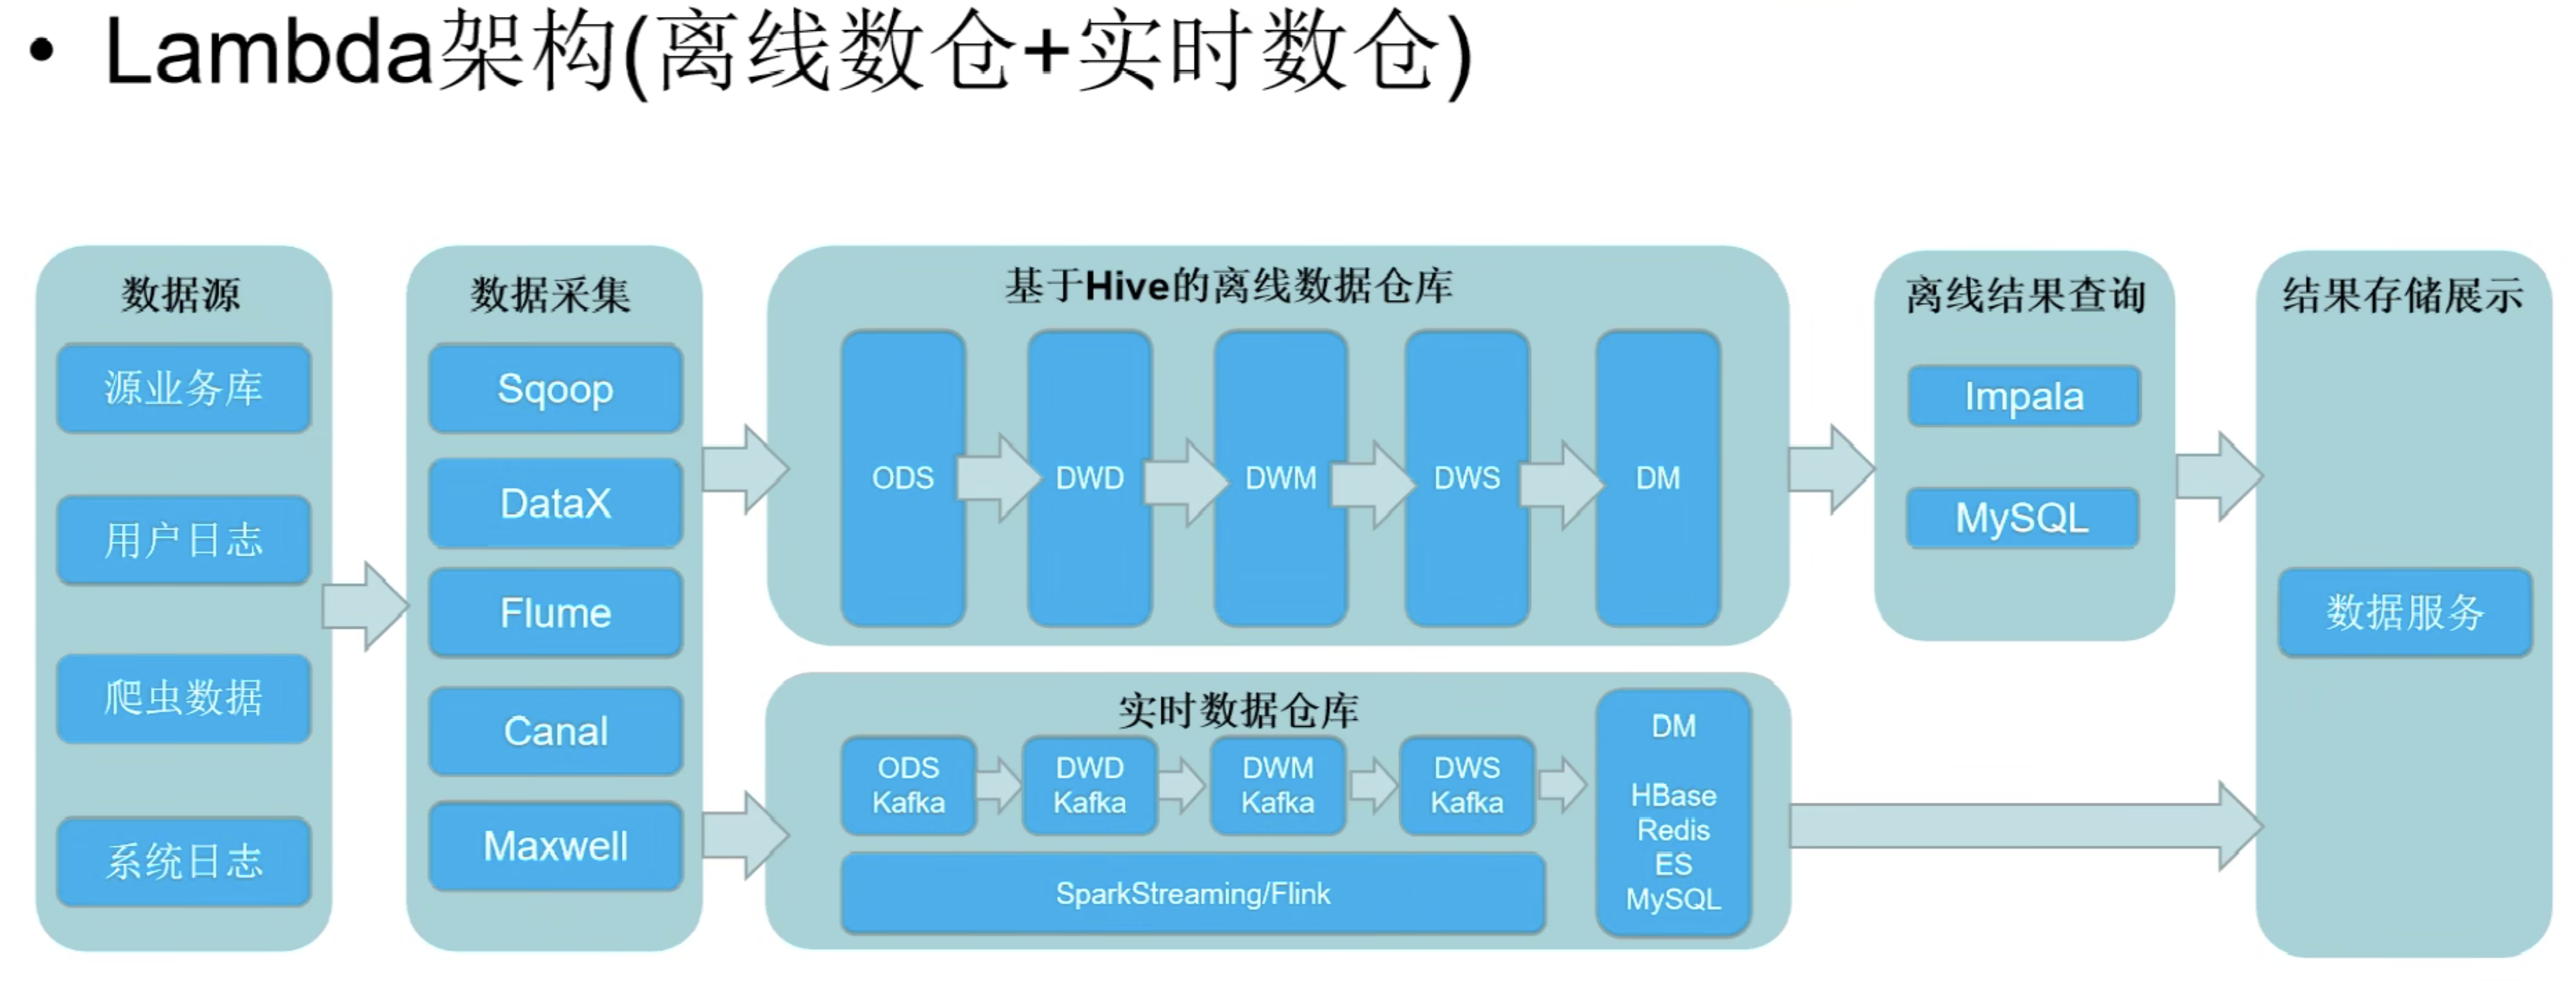 • Lambda架构(离线数仓+实时数仓)
数据源
源业务库
用户日志
爬虫数据
系统日志
数据采集
Sqoop
DataX
Flume
Canal
Maxwell
基于Hive的离线数据仓库
ODS
DWD
DWM
DWS
DM
实时数据仓库
ODS
Kafka
DWD
Kafka
DWM
Kafka
DWS
Kafka
SparkStreaming/Flink
DM
HBase
Redis
ES
MySQL
离线结果查询
Impala
MySQL
结果存储展示
数据服务